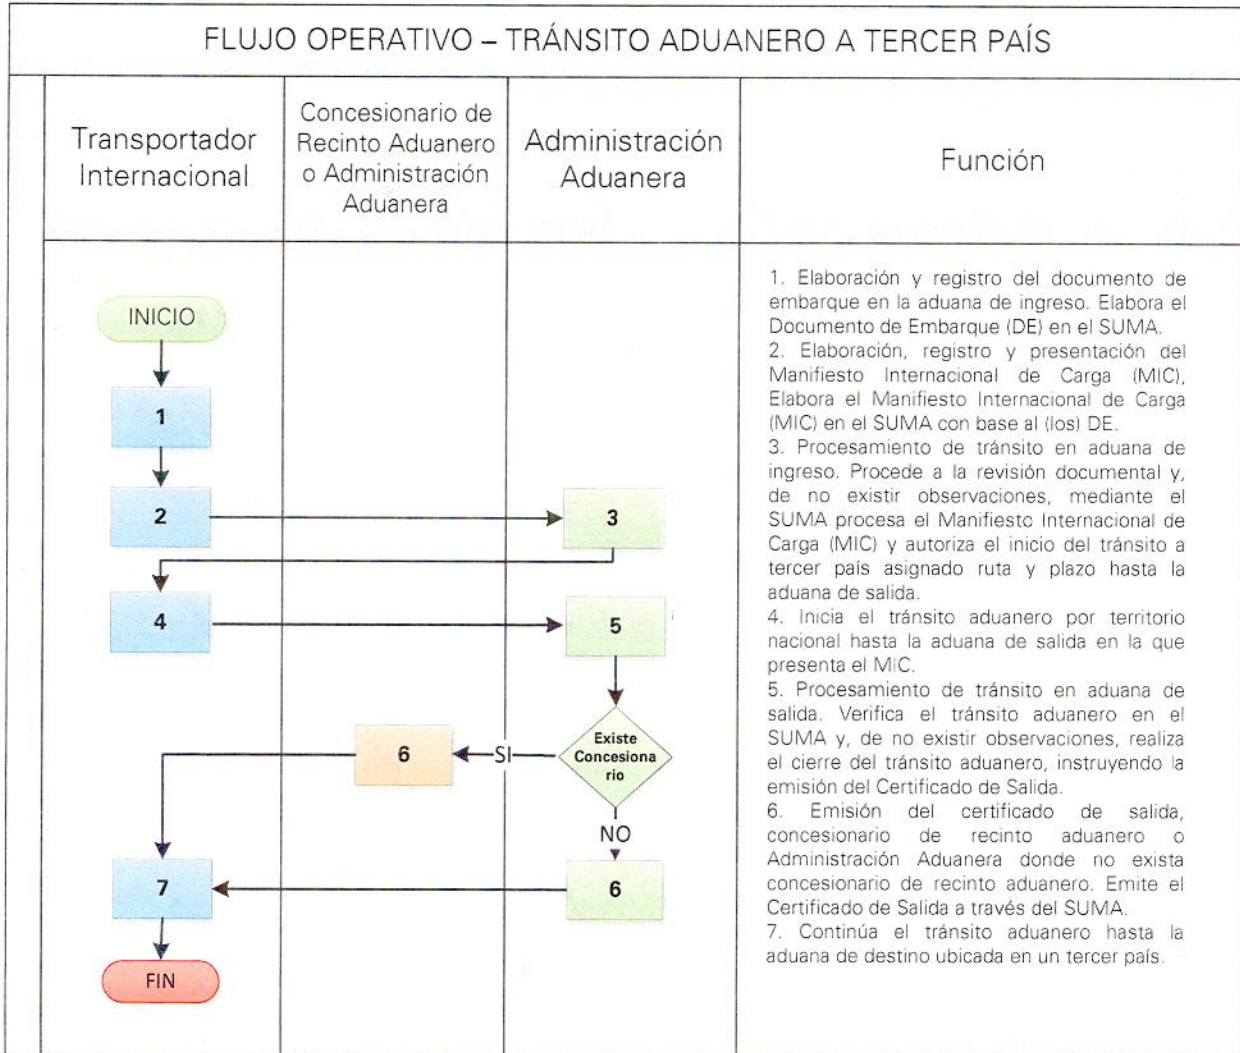 FLUJO OPERATIVO – TRÁNSITO ADUANERO A TERCER PAÍS
Transportador
Internacional
Concesionario de
Recinto Aduanero
o Administración
Aduanera
Administración
Aduanera
Función
INICIO
1
2
3
4
5
Existe
Concesiona
rio
SI
6
NO
6
7
FIN
1. Elaboración y registro del documento de
embarque en la aduana de ingreso. Elabora el
Documento de Embarque (DE) en el SUMA.
2. Elaboración, registro y presentación del
Manifiesto Internacional de Carga (MIC),
Elabora el Manifiesto Internacional de Carga
(MIC) en el SUMA con base al (los) DE.
3. Procesamiento de tránsito en aduana de
ingreso. Procede a la revisión documental y,
de no existir observaciones, mediante el
SUMA procesa el Manifiesto Internacional de
Carga (MIC) y autoriza el inicio del tránsito a
tercer país asignado ruta y plazo hasta la
aduana de salida.
4. Inicia el tránsito aduanero por territorio
nacional hasta la aduana de salida en la que
presenta el MIC.
5. Procesamiento de tránsito en aduana de
salida. Verifica el tránsito aduanero en el
SUMA y, de no existir observaciones, realiza
el cierre del tránsito aduanero, instruyendo la
emisión del Certificado de Salida.
6. Emisión del certificado de salida,
concesionario de recinto aduanero o
Administración Aduanera donde no exista
concesionario de recinto aduanero. Emite el
Certificado de Salida a través del SUMA.
7. Continúa el tránsito aduanero hasta la
aduana de destino ubicada en un tercer país.